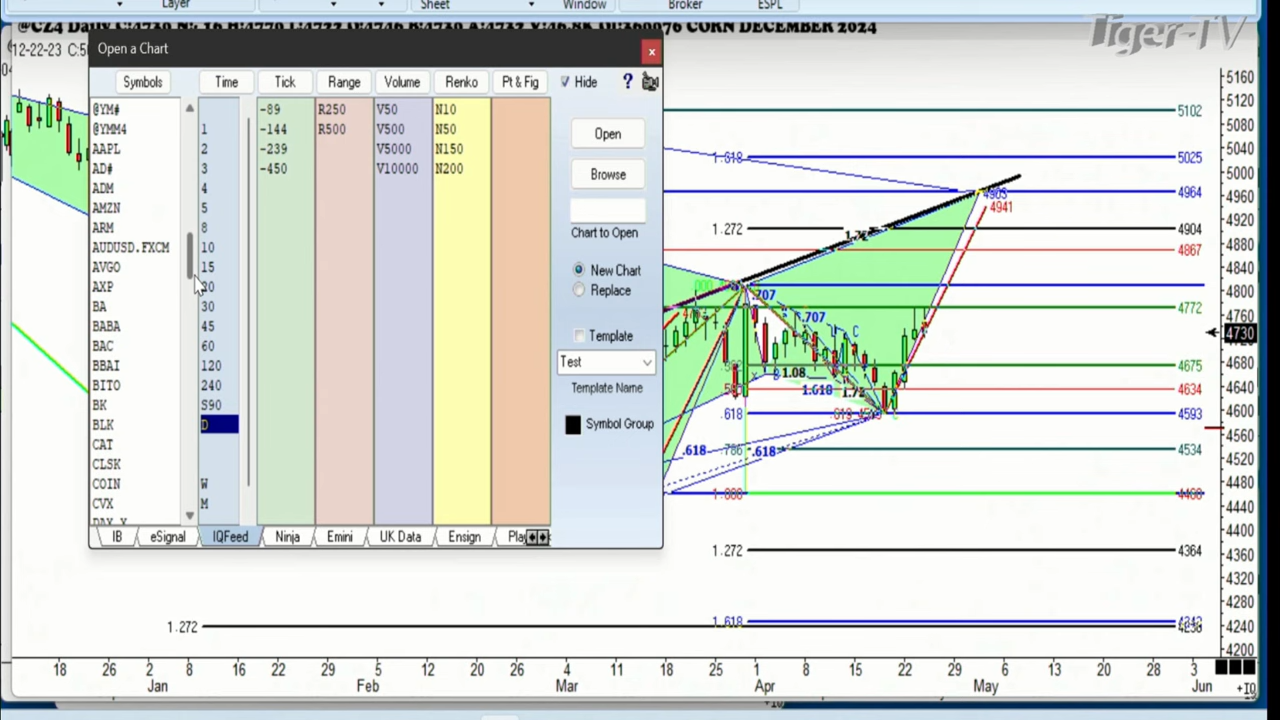 Layer
Sheet
Window
Broker
ESPL
CORN DECEMBER 2024
Tiger-TV
12-22-23
Open a Chart
Symbols
Time
Tick
Range
Volume
Renko
Pt & Fig
Hide
?
@YM#
@YMM4
AAPL
AD#
ADM
AMZN
ARM
AUDUSD.FXCM
AVGO
AXP
BA
BABA
BAC
BBAI
BITO
BK
BLK
CAT
CLSK
COIN
CVX
1
2
3
4
5
8
10
15
20
30
45
60
120
240
S90
D
W
M
-89
-144
-239
-450
R250
R500
V50
V500
V5000
V10000
N10
N50
N150
N200
Open
Browse
Chart to Open
New Chart
Replace
Template
Test
Template Name
Symbol Group
IB
eSignal
IQFeed
Ninja
Emini
UK Data
Ensign
5102
1.618
5025
4964
4941
1.272
4904
4867
.707
4772
.707
4675
1.08
1.618
4634
.618
4593
.618
.786
.618
4534
1.272
4364
1.618
1.272
5160
5120
5080
5040
5000
4960
4920
4880
4840
4800
4760
4730
4680
4640
4600
4560
4520
4480
4440
4400
4360
4320
4280
4240
4200
18 26 2 8 16 22 29 5 12 20 26 4 11 18 25 1 8 15 22 29 6 13 20 28 3
Jan Feb Mar Apr May Jun
+10